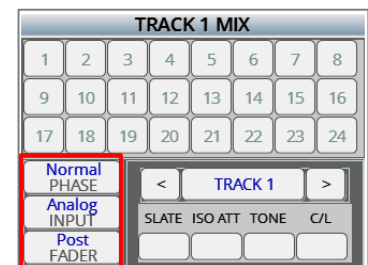 TRACK 1 MIX
1 2 3 4 5 6 7 8
9 10 11 12 13 14 15 16
17 18 19 20 21 22 23 24
Normal
PHASE
< TRACK 1 >
Analog
INPUT
SLATE ISO ATT TONE C/L
Post
FADER